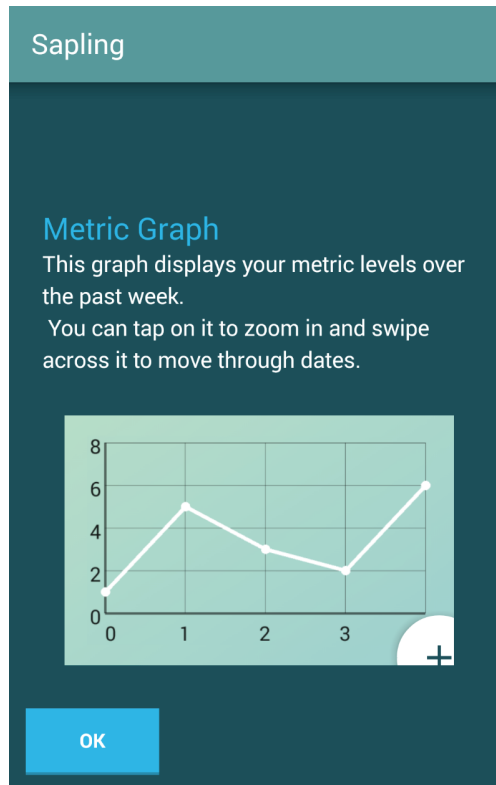 Sapling
Metric Graph
This graph displays your metric levels over
the past week.
You can tap on it to zoom in and swipe
across it to move through dates.
8
6
4
2
0
0 1 2 3
+
OK